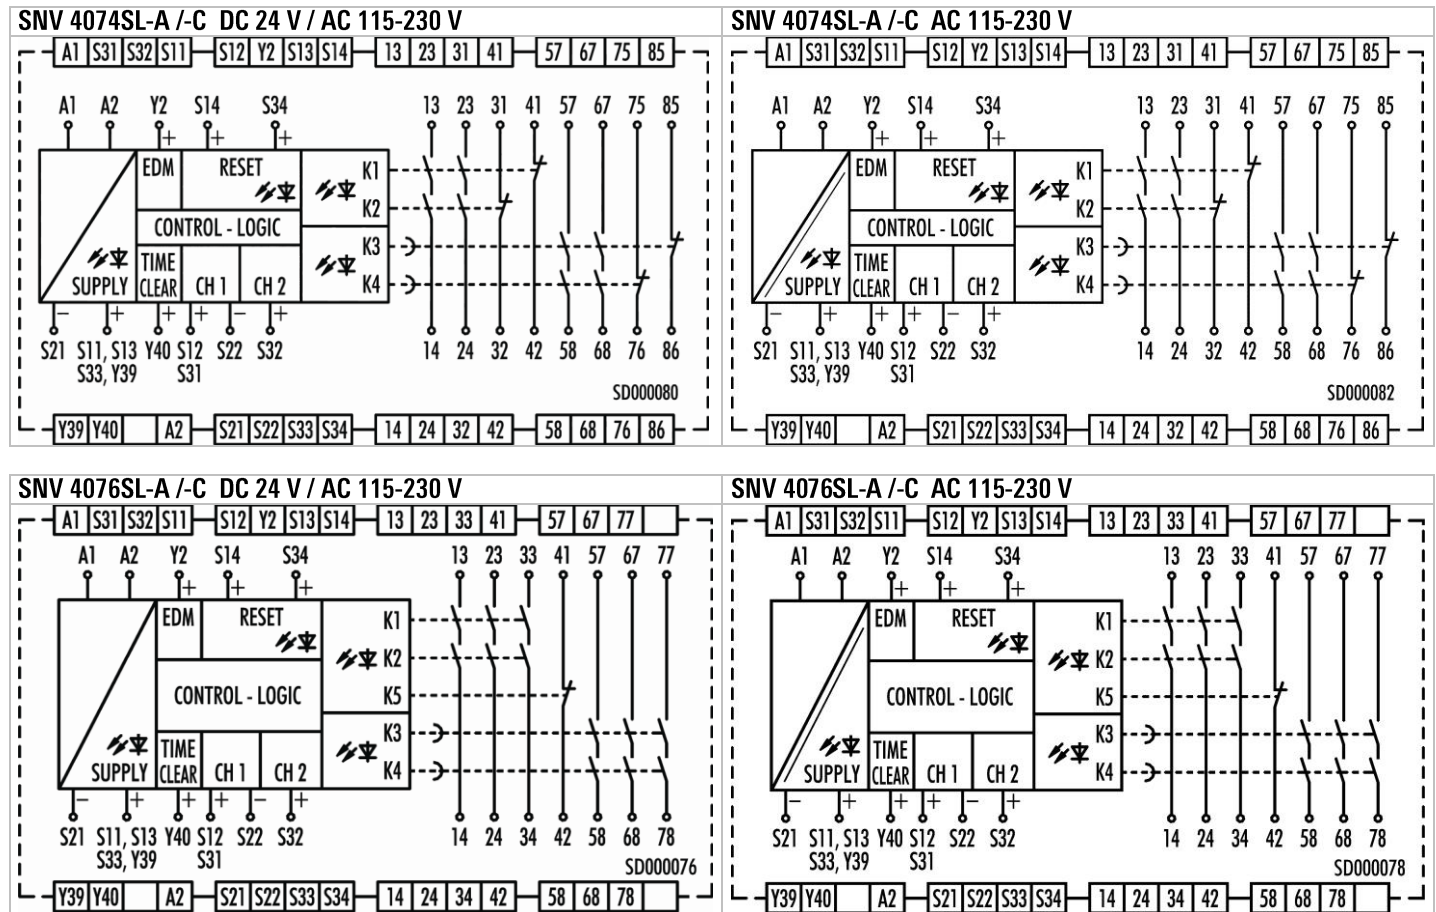 SNV 4074SL-A /-C DC 24 V / AC 115-230 V
A1 S31 S32 S11 S12 Y2 S13 S14 13 23 31 41 57 67 75 85
A1 A2 Y2 S14 S34 13 23 31 41 57 67 75 85
+ + +
EDM RESET K1
K2
CONTROL - LOGIC
K3
TIME
SUPPLY CLEAR CH 1 CH 2 K4
− + + + − +
S21 S11, S13 Y40 S12 S22 S32 14 24 32 42 58 68 76 86
S33, Y39 S31
SD000080
Y39 Y40 A2 S21 S22 S33 S34 14 24 32 42 58 68 76 86
SNV 4074SL-A /-C AC 115-230 V
A1 S31 S32 S11 S12 Y2 S13 S14 13 23 31 41 57 67 75 85
A1 A2 Y2 S14 S34 13 23 31 41 57 67 75 85
+ + +
EDM RESET K1
K2
CONTROL - LOGIC
K3
TIME
SUPPLY CLEAR CH 1 CH 2 K4
− + + + − +
S21 S11, S13 Y40 S12 S22 S32 14 24 32 42 58 68 76 86
S33, Y39 S31
SD000082
Y39 Y40 A2 S21 S22 S33 S34 14 24 32 42 58 68 76 86
SNV 4076SL-A /-C DC 24 V / AC 115-230 V
A1 S31 S32 S11 S12 Y2 S13 S14 13 23 33 41 57 67 77
A1 A2 Y2 S14 S34 13 23 33 41 57 67 77
+ + +
EDM RESET K1
K2
CONTROL - LOGIC K5
K3
TIME
SUPPLY CLEAR CH 1 CH 2 K4
− + + + − +
S21 S11, S13 Y40 S12 S22 S32 14 24 34 42 58 68 78
S33, Y39 S31
SD000076
Y39 Y40 A2 S21 S22 S33 S34 14 24 34 42 58 68 78
SNV 4076SL-A /-C AC 115-230 V
A1 S31 S32 S11 S12 Y2 S13 S14 13 23 33 41 57 67 77
A1 A2 Y2 S14 S34 13 23 33 41 57 67 77
+ + +
EDM RESET K1
K2
CONTROL - LOGIC K5
K3
TIME
SUPPLY CLEAR CH 1 CH 2 K4
− + + + − +
S21 S11, S13 Y40 S12 S22 S32 14 24 34 42 58 68 78
S33, Y39 S31
SD000078
Y39 Y40 A2 S21 S22 S33 S34 14 24 34 42 58 68 78